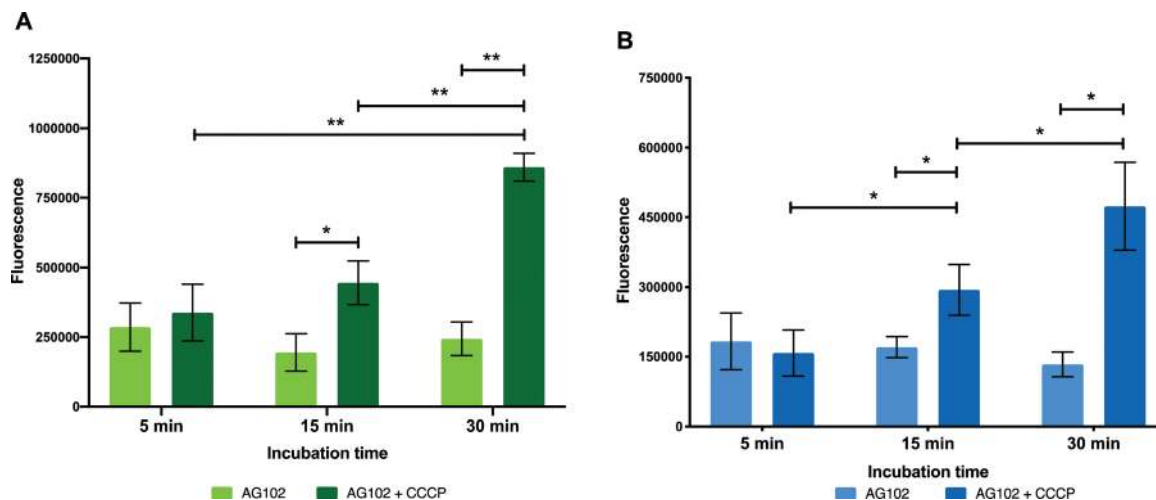 A
1250000
1000000
750000
500000
250000
0
Fluorescence
**
**
**
*
5 min
15 min
30 min
Incubation time
AG102
AG102 + CCCP
B
750000
600000
450000
300000
150000
0
Fluorescence
*
*
*
*
5 min
15 min
30 min
Incubation time
AG102
AG102 + CCCP